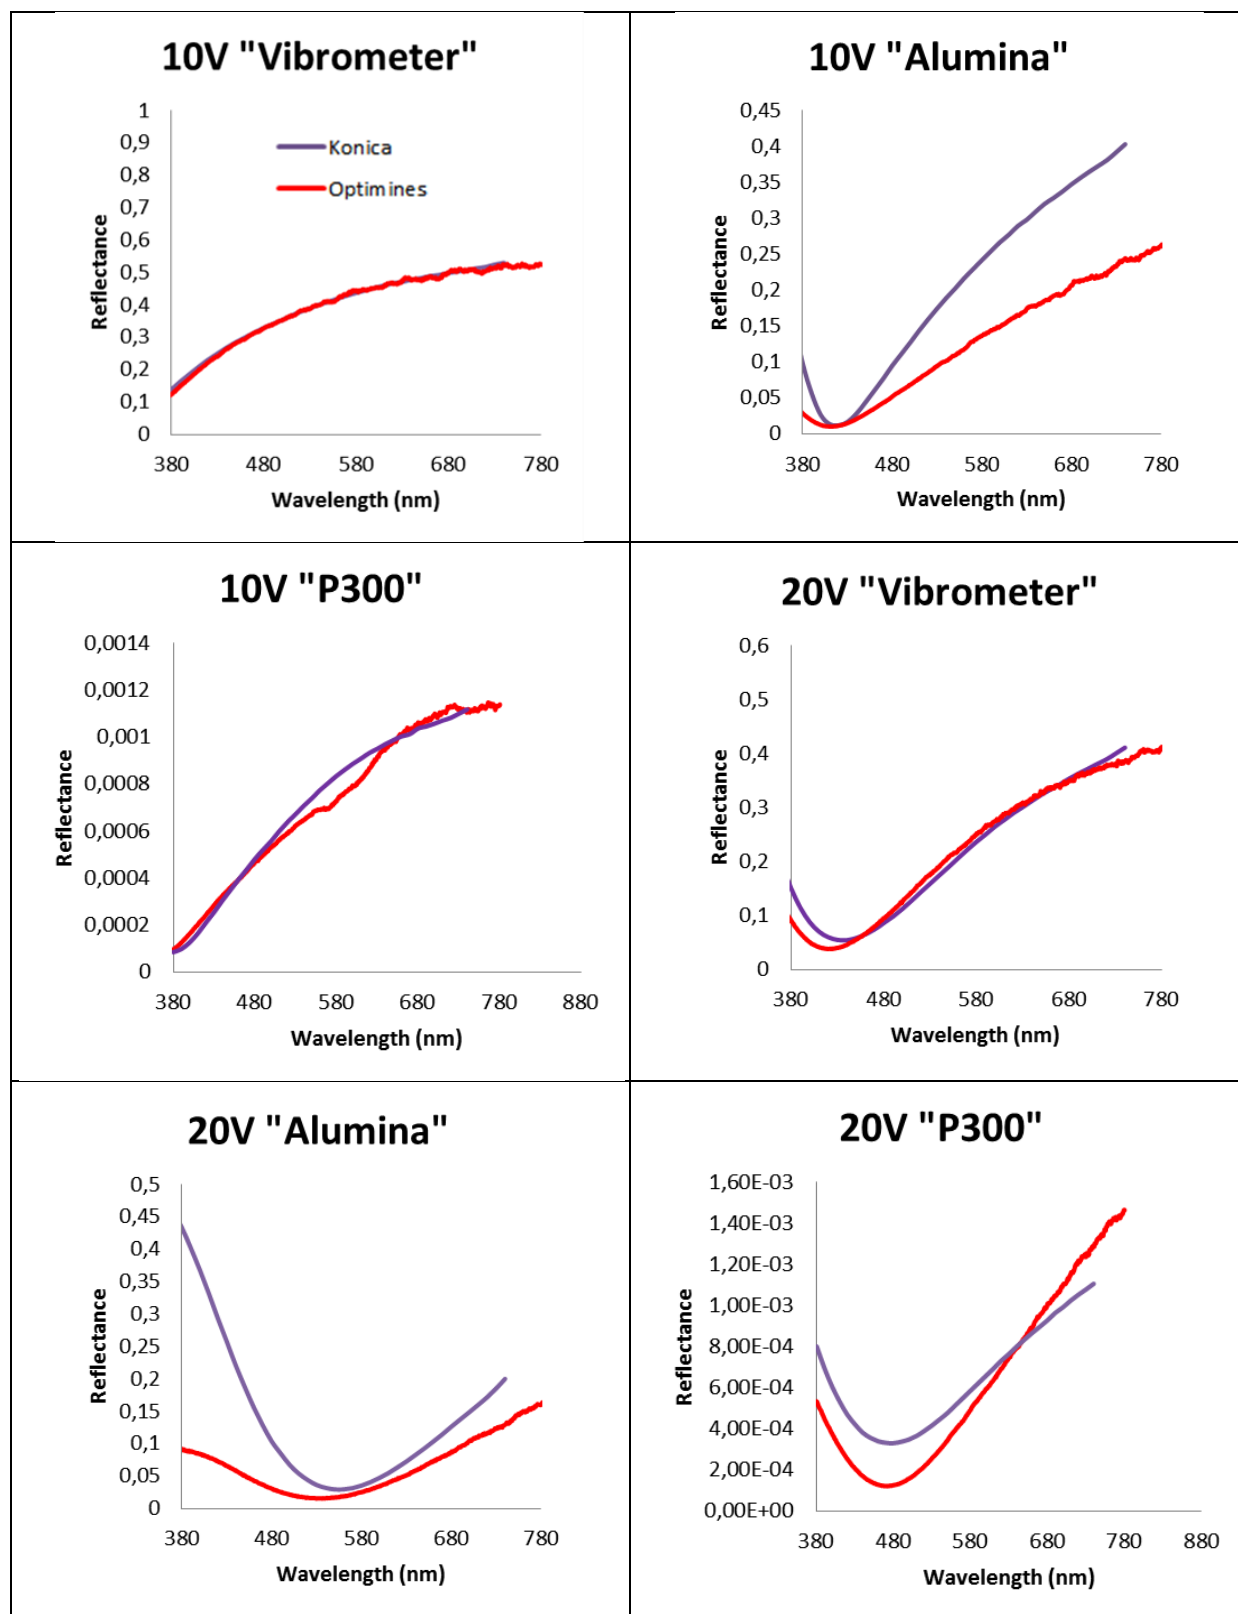 10V "Vibrometer"
1
0,9
0,8
0,7
0,6
0,5
0,4
0,3
0,2
0,1
0
Reflectance
Konica
Optimines
380 480 580 680 780
Wavelength (nm)
10V "Alumina"
0,45
0,4
0,35
0,3
0,25
0,2
0,15
0,1
0,05
0
Reflectance
380 480 580 680 780
Wavelength (nm)
10V "P300"
0,0014
0,0012
0,001
0,0008
0,0006
0,0004
0,0002
0
Reflectance
380 480 580 680 780 880
Wavelength (nm)
20V "Vibrometer"
0,6
0,5
0,4
0,3
0,2
0,1
0
Reflectance
380 480 580 680 780
Wavelength (nm)
20V "Alumina"
0,5
0,45
0,4
0,35
0,3
0,25
0,2
0,15
0,1
0,05
0
Reflectance
380 480 580 680 780
Wavelength (nm)
20V "P300"
1,60E-03
1,40E-03
1,20E-03
1,00E-03
8,00E-04
6,00E-04
4,00E-04
2,00E-04
0,00E+00
Reflectance
380 480 580 680 780 880
Wavelength (nm)